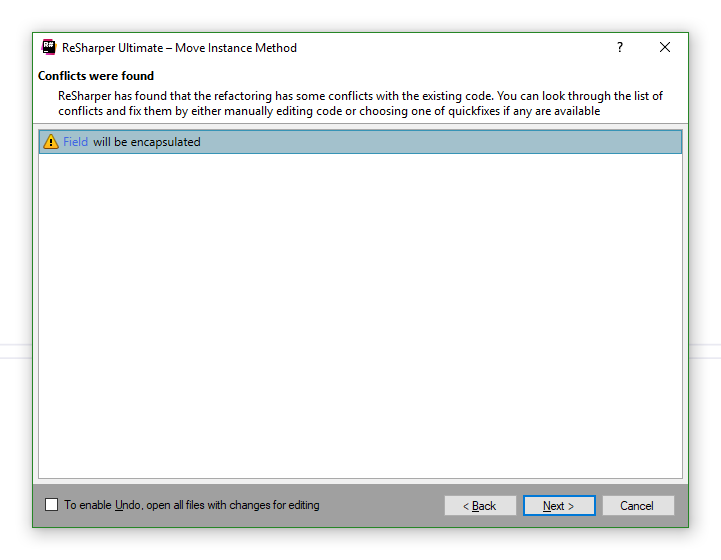 R#
ReSharper Ultimate – Move Instance Method
?
Conflicts were found
ReSharper has found that the refactoring has some conflicts with the existing code. You can look through the list of
conflicts and fix them by either manually editing code or choosing one of quickfixes if any are available
Field will be encapsulated
To enable Undo, open all files with changes for editing
< Back
Next >
Cancel